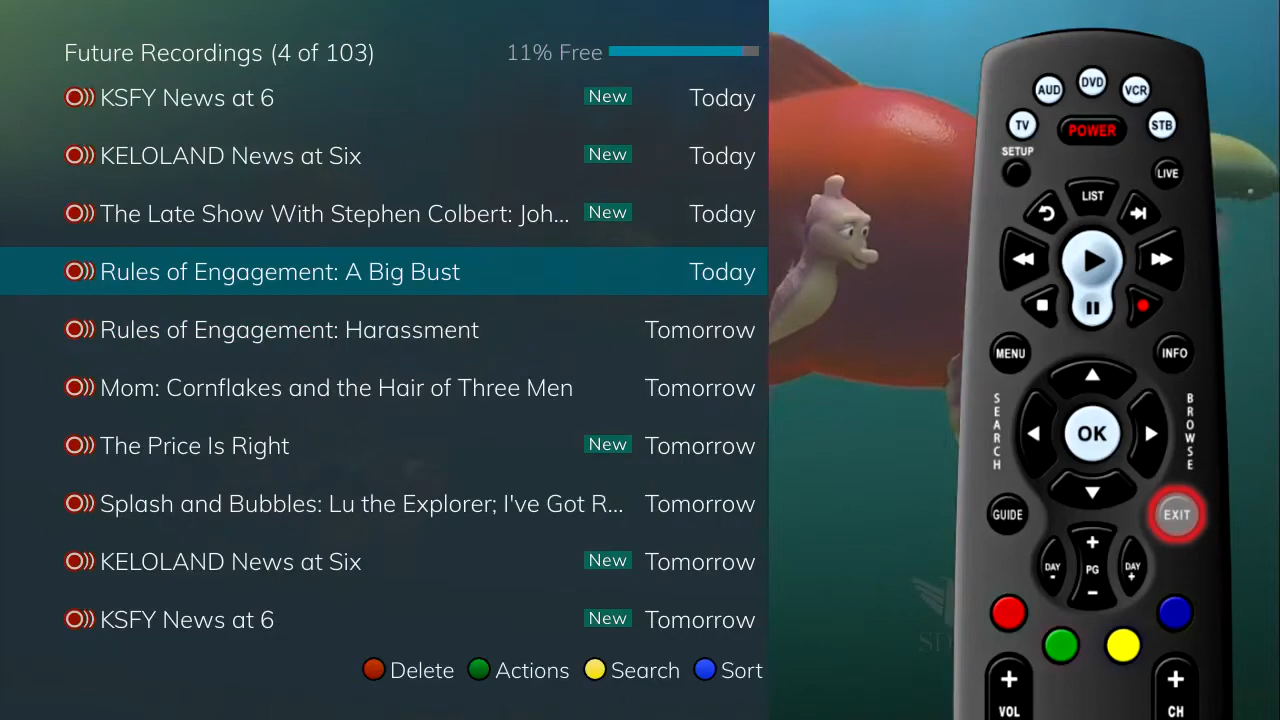 Future Recordings (4 of 103) 11% Free
KSFY News at 6 New Today
KELOLAND News at Six New Today
The Late Show With Stephen Colbert: Joh... New Today
Rules of Engagement: A Big Bust Today
Rules of Engagement: Harassment Tomorrow
Mom: Cornflakes and the Hair of Three Men Tomorrow
The Price Is Right New Tomorrow
Splash and Bubbles: Lu the Explorer; I've Got R... Tomorrow
KELOLAND News at Six New Tomorrow
KSFY News at 6 New Tomorrow
Delete Actions Search Sort
AUD DVD VCR
TV POWER STB
SETUP
LIVE
LIST
MENU INFO
SEARCH OK BROWSE
GUIDE EXIT
+
DAY - PG DAY +
-
+ +
VOL CH